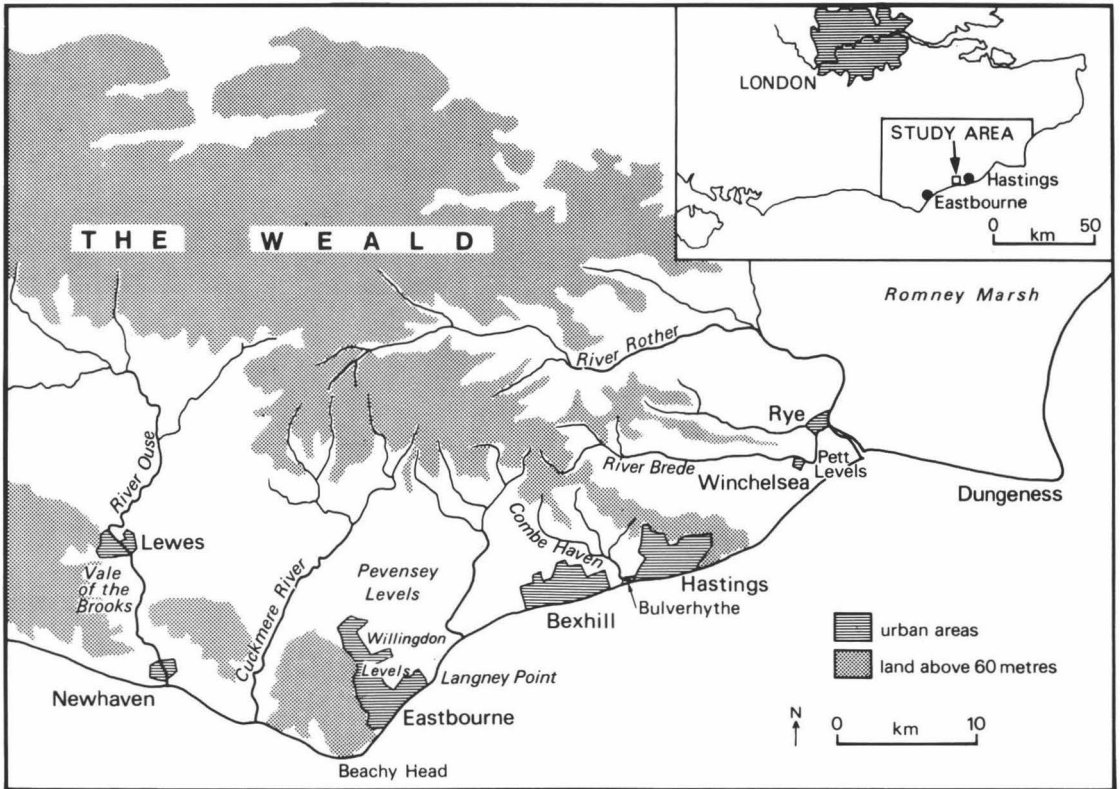 LONDON
STUDY AREA
Hastings
Eastbourne
0 50
km
THE WEALD
Romney Marsh
River Rother
Rye
Pett
Levels
River Brede
Winchelsea
Dungeness
River Ouse
Lewes
Vale
of the
Brooks
Cuckmere River
Pevensey
Levels
Combe Haven
Hastings
Bulverhythe
Bexhill
Willingdon
Levels
Langney Point
Newhaven
Eastbourne
Beachy Head
urban areas
land above 60 metres
N
0 10
km